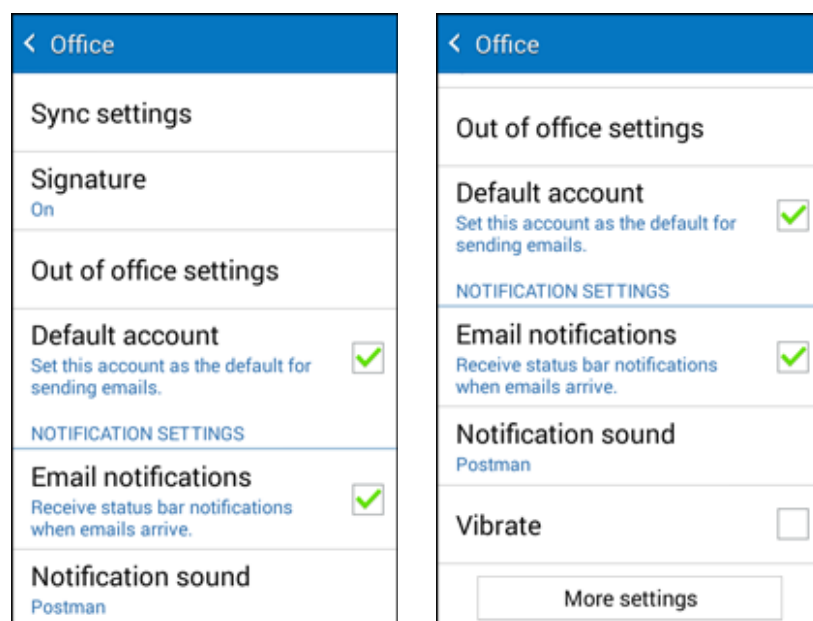 Office
Sync settings
Signature
On
Out of office settings
Default account
Set this account as the default for
sending emails.
NOTIFICATION SETTINGS
Email notifications
Receive status bar notifications
when emails arrive.
Notification sound
Postman
Office
Out of office settings
Default account
Set this account as the default for
sending emails.
NOTIFICATION SETTINGS
Email notifications
Receive status bar notifications
when emails arrive.
Notification sound
Postman
Vibrate
More settings